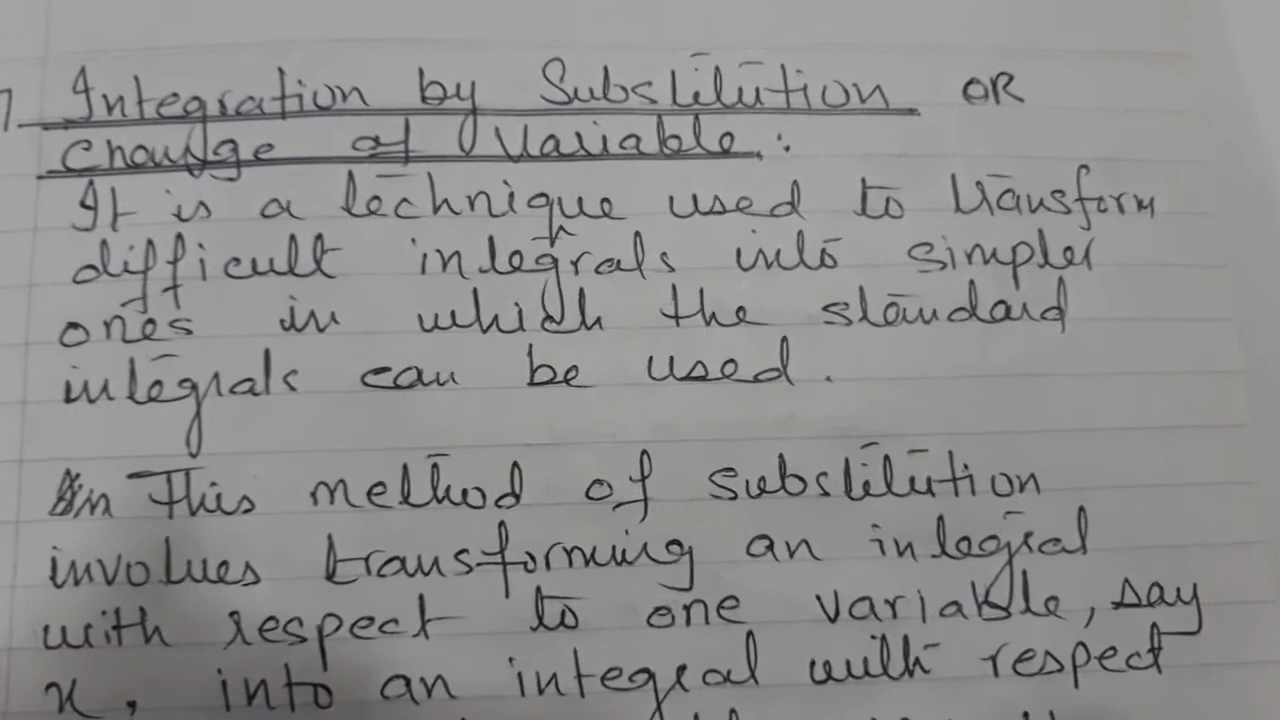 Integration by Substitution OR
Change of Variable :
It is a technique used to transform
difficult integrals into simpler
ones in which the standard
integrals can be used.
In This method of substitution
involves transforming an integral
with respect to one variable, say
x, into an integral with respect